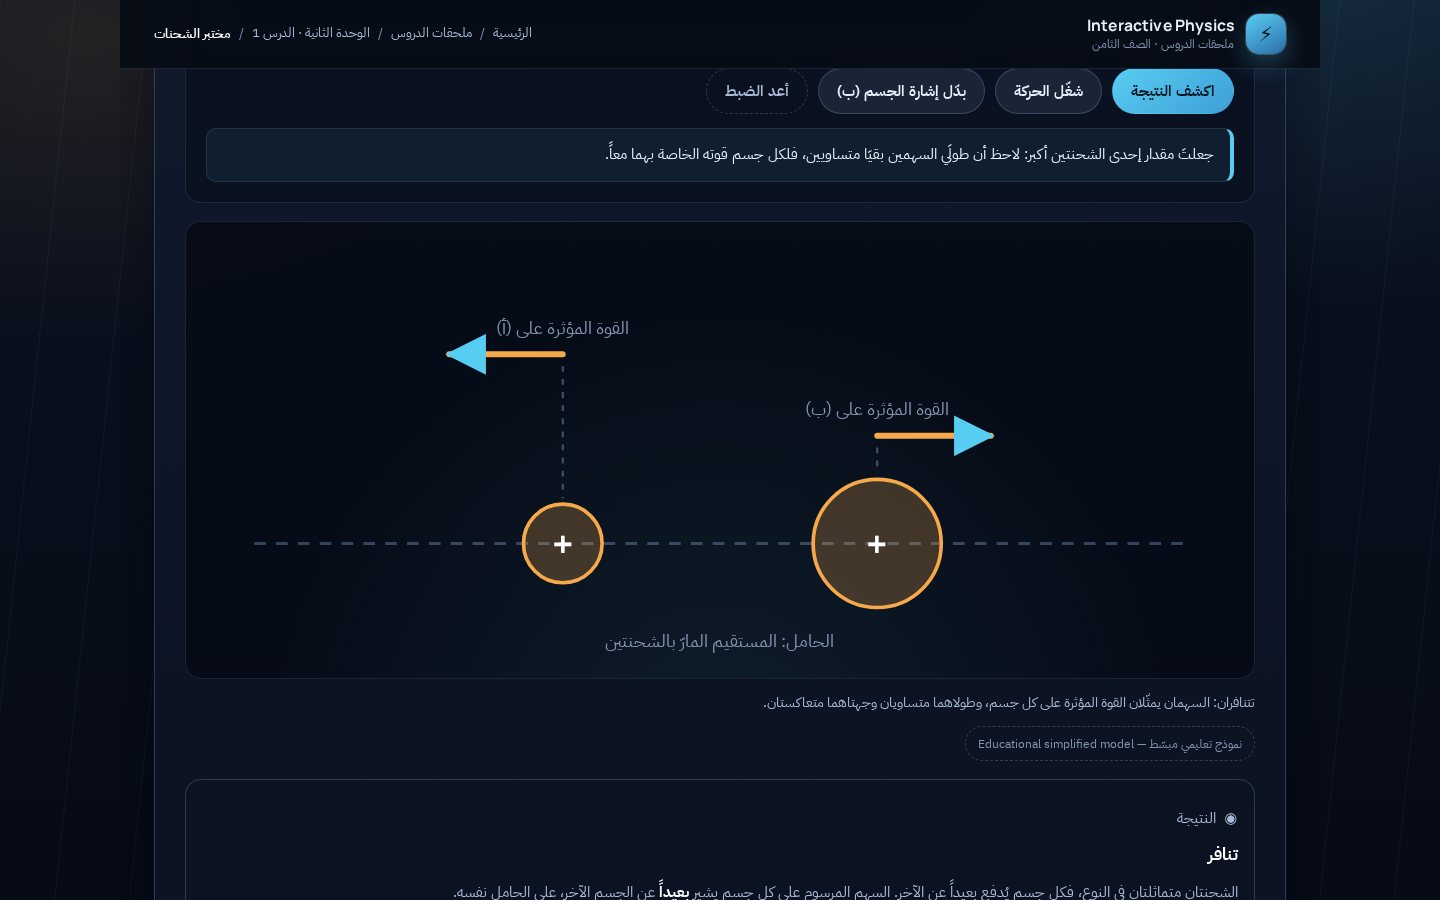 Interactive Physics
ملحقات الدروس · الصف الثامن
⚡
الرئيسية / ملحقات الدروس / الوحدة الثانية · الدرس 1 / مختبر الشحنات
اكشف النتيجة
شغّل الحركة
بدّل إشارة الجسم (ب)
أعد الضبط
جعلتَ مقدار إحدى الشحنتين أكبر: لاحظ أن طولَي السهمين بقيَا متساويين، فلكل جسم قوته الخاصة بهما معاً.
القوة المؤثرة على (أ)
القوة المؤثرة على (ب)
+
+
الحامل: المستقيم المارّ بالشحنتين
تتنافران: السهمان يمثّلان القوة المؤثرة على كل جسم، وطولاهما متساويان وجهتاهما متعاكستان.
نموذج تعليمي مبسّط — Educational simplified model
◉ النتيجة
تنافر
الشحنتان متماثلتان في النوع، فكل جسم يُدفع بعيداً عن الآخر. السهم المرسوم على كل جسم يشير بعيداً عن الجسم الآخر، على الحامل نفسه.